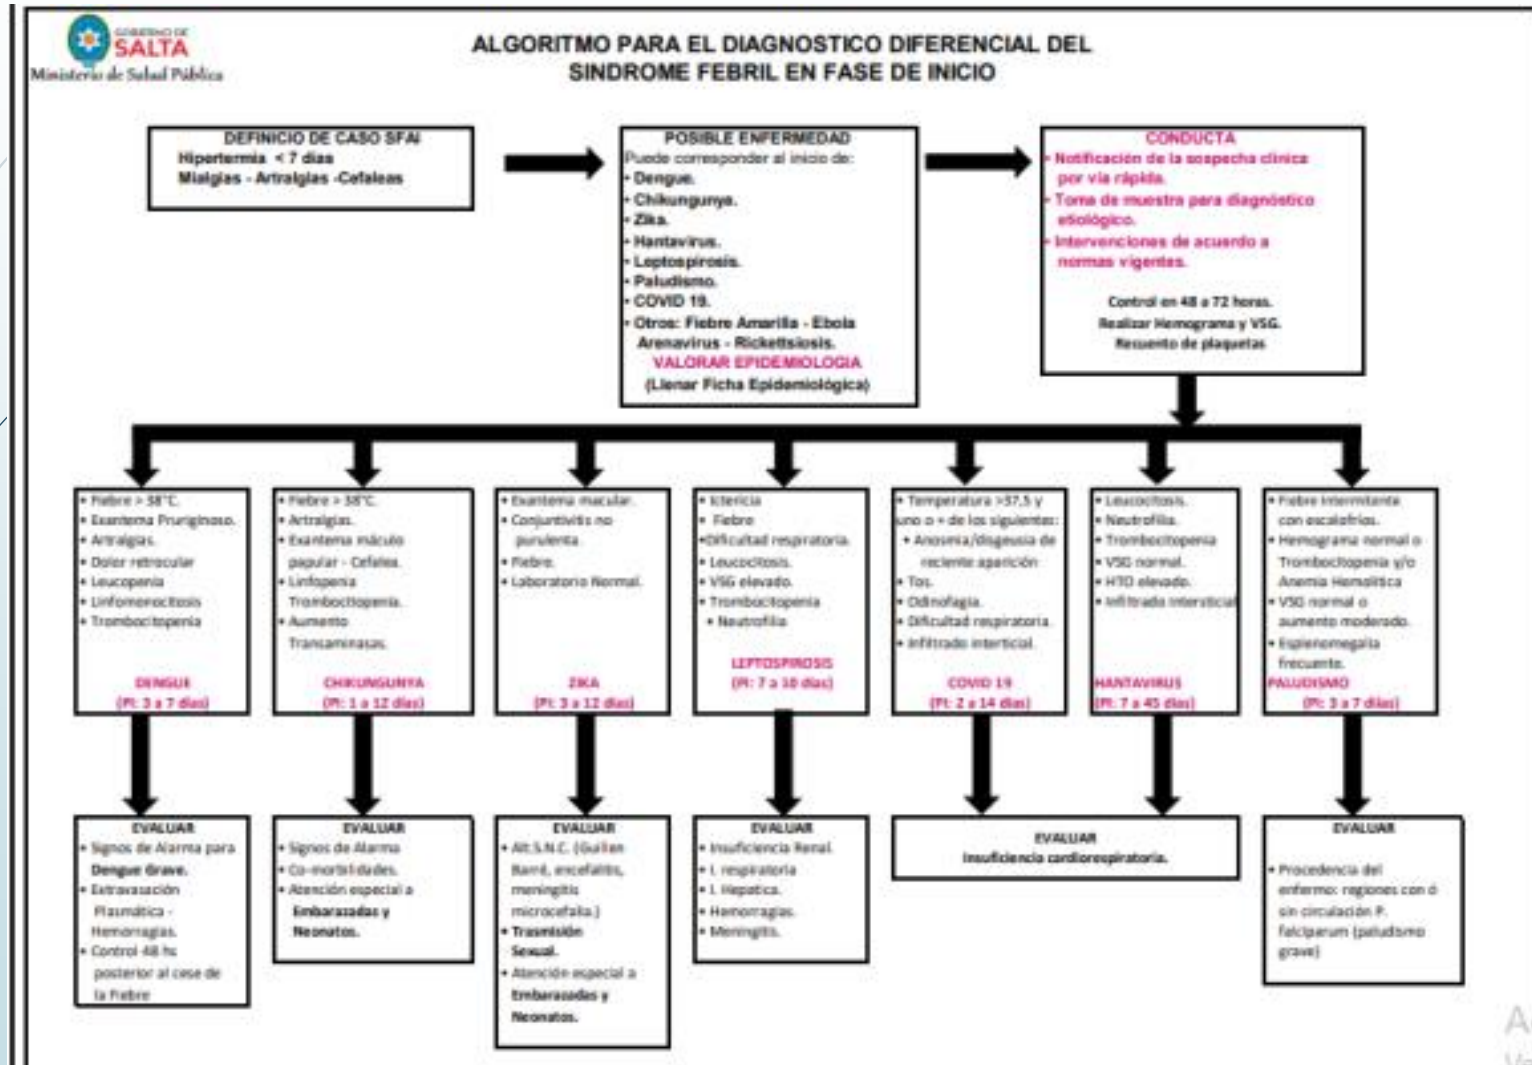 GOBIERNO DE
SALTA
Ministerio de Salud Pública
ALGORITMO PARA EL DIAGNOSTICO DIFERENCIAL DEL
SINDROME FEBRIL EN FASE DE INICIO
DEFINICIO DE CASO SFAI
Hipertermia < 7 dias
Mialgias - Artralgias -Cefaleas
POSIBLE ENFERMEDAD
Puede corresponder al inicio de:
• Dengue.
• Chikungunya.
• Zika.
• Hantavirus.
• Leptospirosis.
• Paludismo.
• COVID 19.
• Otros: Fiebre Amarilla - Ebola
Arenavirus - Rickettsiosis.
VALORAR EPIDEMIOLOGIA
(Llenar Ficha Epidemiológica)
CONDUCTA
• Notificación de la sospecha clínica
por vía rápida.
• Toma de muestra para diagnóstico
etiológico.
• Intervenciones de acuerdo a
normas vigentes.
Control en 48 a 72 horas.
Realizar Hemograma y VSG.
Recuento de plaquetas
• Fiebre > 38°C.
• Exantema Pruriginoso.
• Artralgias.
• Dolor retrocular
• Leucopenia
• Linfomonocitosis
• Trombocitopenia
DENGUE
(PI: 3 a 7 días)
• Fiebre > 38°C.
• Artralgias.
• Exantema máculo
papular - Cefalea.
• Linfopenia
Trombocitopenia.
• Aumento
Transaminasas.
CHIKUNGUNYA
(PI: 1 a 12 días)
• Exantema macular.
• Conjuntivitis no
purulenta
• Fiebre.
• Laboratorio Normal.
ZIKA
(PI: 3 a 12 días)
• Ictericia
• Fiebre
•Dificultad respiratoria.
• Leucocitosis.
• VSG elevado.
• Trombocitopenia
• Neutrofilia
LEPTOSPIROSIS
(PI: 7 a 10 días)
• Temperatura >37,5 y
uno o + de los siguientes:
• Anosmia/disgeusia de
reciente aparición
• Tos.
• Odinofagia.
• Dificultad respiratoria.
• Infiltrado interticial.
COVID 19
(PI: 2 a 14 días)
• Leucocitosis.
• Neutrofilia.
• Trombocitopenia
• VSG normal.
• HTO elevado.
• Infiltrado intersticial
HANTAVIRUS
(PI: 7 a 45 días)
• Fiebre intermitente
con escalofríos.
• Hemograma normal o
Trombocitopenia y/o
Anemia Hemolítica
• VSG normal o
aumento moderado.
• Esplenomegalia
frecuente.
PALUDISMO
(PI: 3 a 7 días)
EVALUAR
• Signos de Alarma para
Dengue Grave.
• Extravasación
Plasmática -
Hemorragias.
• Control 48 hs
posterior al cese de
la Fiebre
EVALUAR
• Signos de Alarma
• Co-morbilidades.
• Atención especial a
Embarazadas y
Neonatos.
EVALUAR
• Alt.S.N.C. (Guillen
Barré, encefalitis,
meningitis
microcefalia.)
• Trasmisión
Sexual.
• Atención especial a
Embarazadas y
Neonatos.
EVALUAR
• Insuficiencia Renal.
• I. respiratoria
• I. Hepatica.
• Hemorragias.
• Meningitis.
EVALUAR
Insuficiencia cardiorespiratoria.
EVALUAR
• Procedencia del
enfermo: regiones con ó
sin circulación P.
falciparum (paludismo
grave)